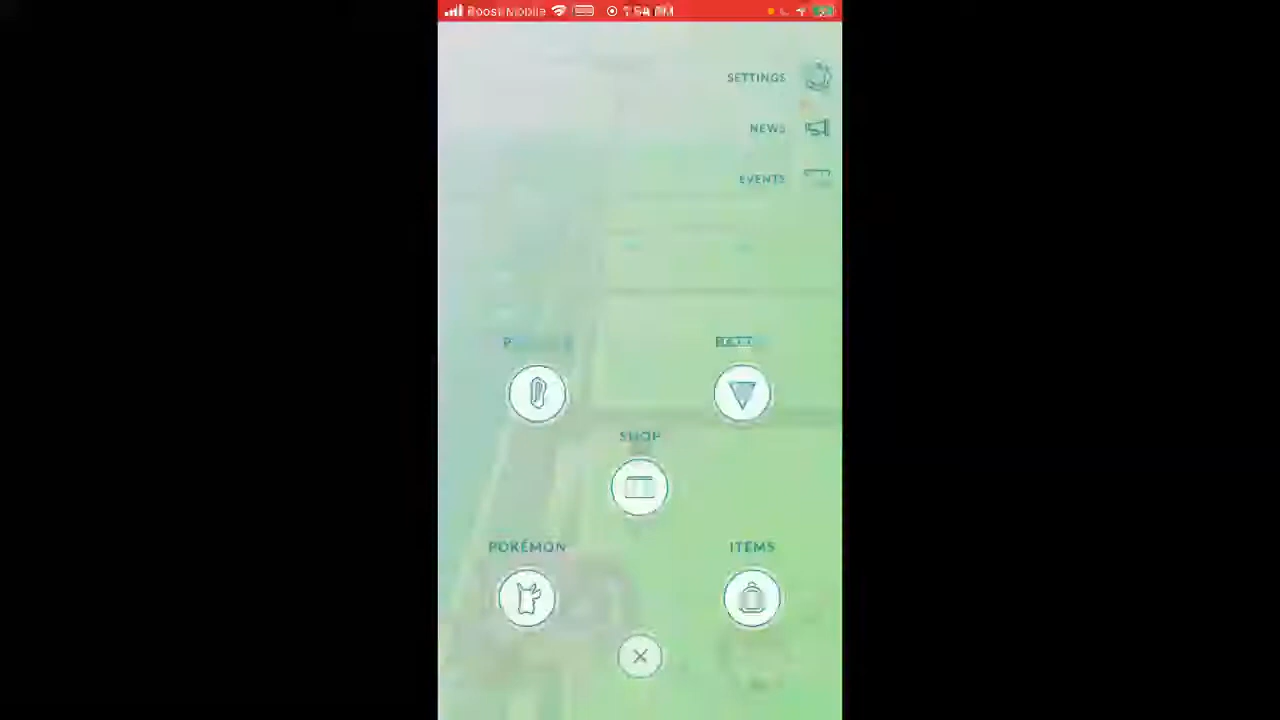 Boost Mobile
SETTINGS
NEWS
EVENTS
SHOP
POKÉMON
ITEMS